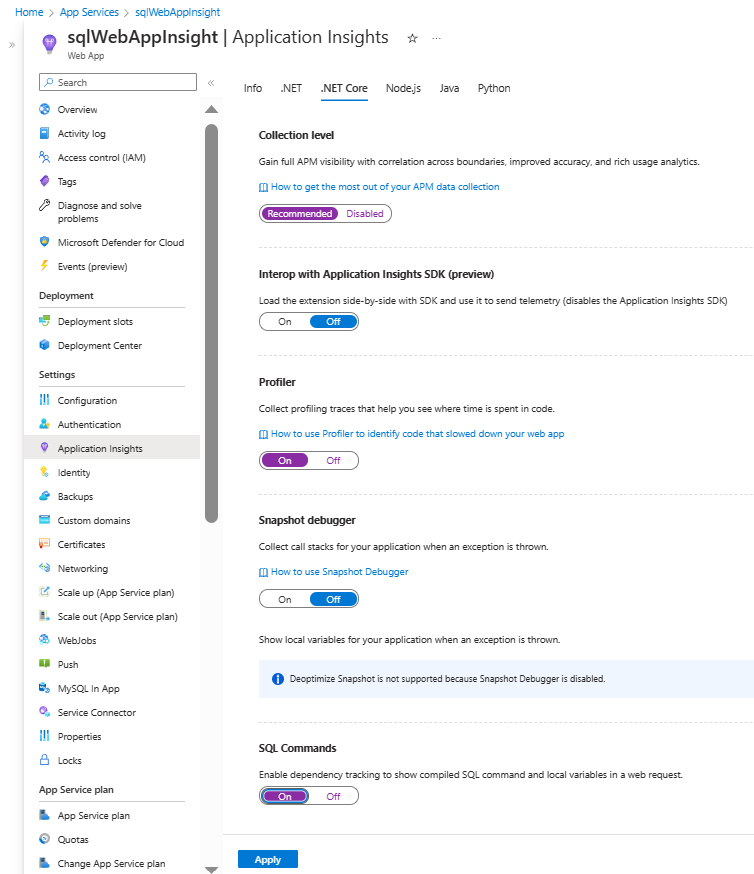 Home > App Services > sqlWebAppInsight
»
sqlWebAppInsight | Application Insights ☆ ...
Web App
Search
«
Overview
Activity log
Access control (IAM)
Tags
Diagnose and solve
problems
Microsoft Defender for Cloud
Events (preview)
Deployment
Deployment slots
Deployment Center
Settings
Configuration
Authentication
Application Insights
Identity
Backups
Custom domains
Certificates
Networking
Scale up (App Service plan)
Scale out (App Service plan)
WebJobs
Push
MySQL In App
Service Connector
Properties
Locks
App Service plan
App Service plan
Quotas
Change App Service plan
Info .NET .NET Core Node.js Java Python
Collection level
Gain full APM visibility with correlation across boundaries, improved accuracy, and rich usage analytics.
How to get the most out of your APM data collection
Recommended Disabled
Interop with Application Insights SDK (preview)
Load the extension side-by-side with SDK and use it to send telemetry (disables the Application Insights SDK)
On Off
Profiler
Collect profiling traces that help you see where time is spent in code.
How to use Profiler to identify code that slowed down your web app
On Off
Snapshot debugger
Collect call stacks for your application when an exception is thrown.
How to use Snapshot Debugger
On Off
Show local variables for your application when an exception is thrown.
Deoptimize Snapshot is not supported because Snapshot Debugger is disabled.
SQL Commands
Enable dependency tracking to show compiled SQL command and local variables in a web request.
On Off
Apply